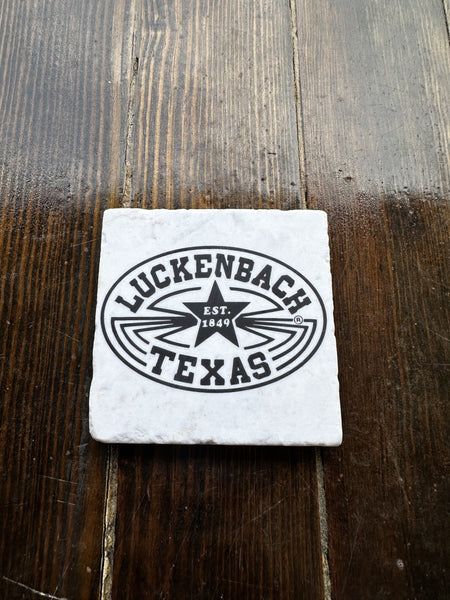 LUCKENBACH
EST.
1849
®
TEXAS